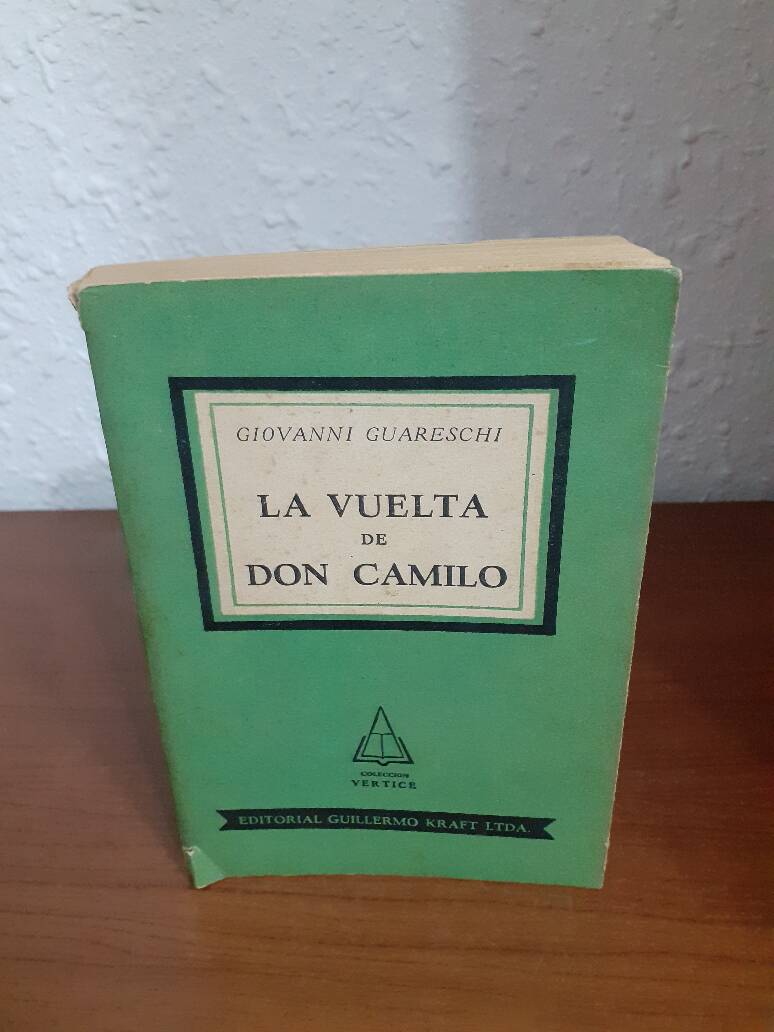 GIOVANNI GUARESCHI
LA VUELTA
DE
DON CAMILO
COLECCION
VERTICE
EDITORIAL GUILLERMO KRAFT LTDA.